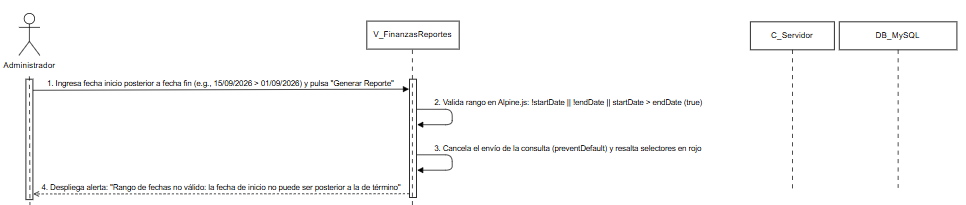 V_FinanzasReportes
C_Servidor
DB_MySQL
Administrador
1. Ingresa fecha inicio posterior a fecha fin (e.g., 15/09/2026 > 01/09/2026) y pulsa "Generar Reporte"
2. Valida rango en Alpine.js: !startDate || !endDate || startDate > endDate (true)
3. Cancela el envío de la consulta (preventDefault) y resalta selectores en rojo
4. Despliega alerta: "Rango de fechas no válido: la fecha de inicio no puede ser posterior a la de término"